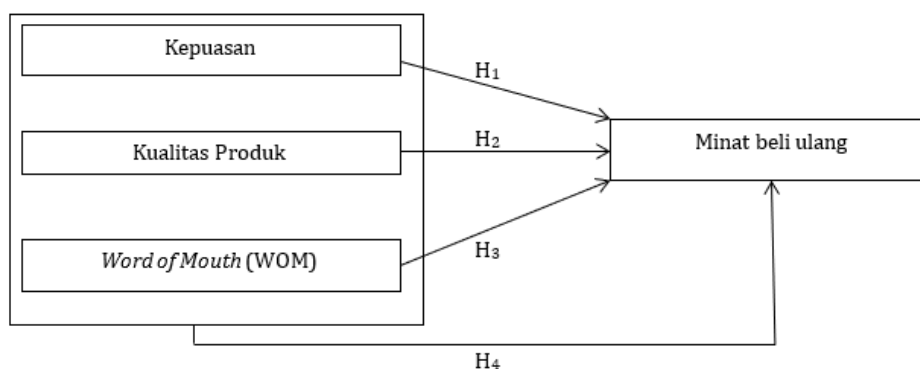 Kepuasan
H₁
Kualitas Produk
H₂
Minat beli ulang
Word of Mouth (WOM)
H₃
H₄